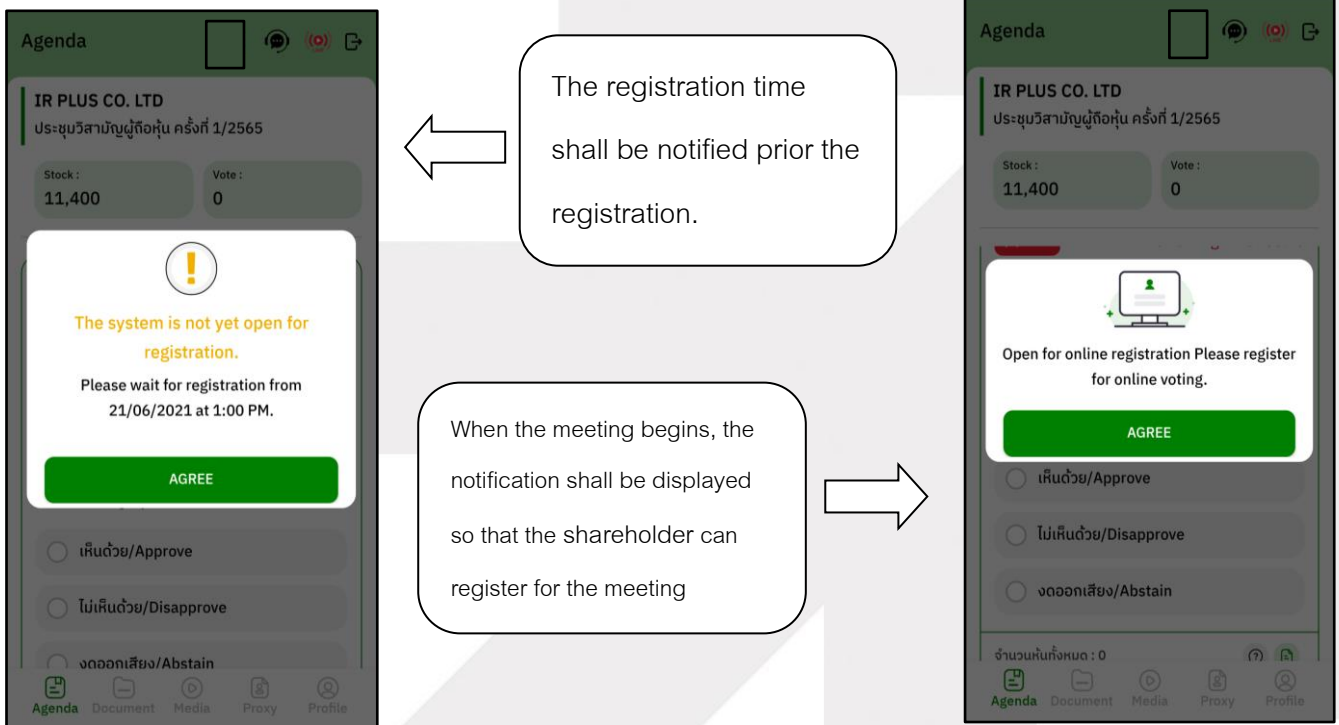 Agenda
IR PLUS CO. LTD
ประชุมวิสามัญผู้ถือหุ้น ครั้งที่ 1/2565
Stock :
11,400
Vote :
0
The system is not yet open for
registration.
Please wait for registration from
21/06/2021 at 1:00 PM.
AGREE
เห็นด้วย/Approve
ไม่เห็นด้วย/Disapprove
งดออกเสียง/Abstain
Agenda Document Media Proxy Profile
The registration time
shall be notified prior the
registration.
When the meeting begins, the
notification shall be displayed
so that the shareholder can
register for the meeting
Agenda
IR PLUS CO. LTD
ประชุมวิสามัญผู้ถือหุ้น ครั้งที่ 1/2565
Stock :
11,400
Vote :
0
Open for online registration Please register
for online voting.
AGREE
เห็นด้วย/Approve
ไม่เห็นด้วย/Disapprove
งดออกเสียง/Abstain
จำนวนหุ้นทั้งหมด : 0
Agenda Document Media Proxy Profile